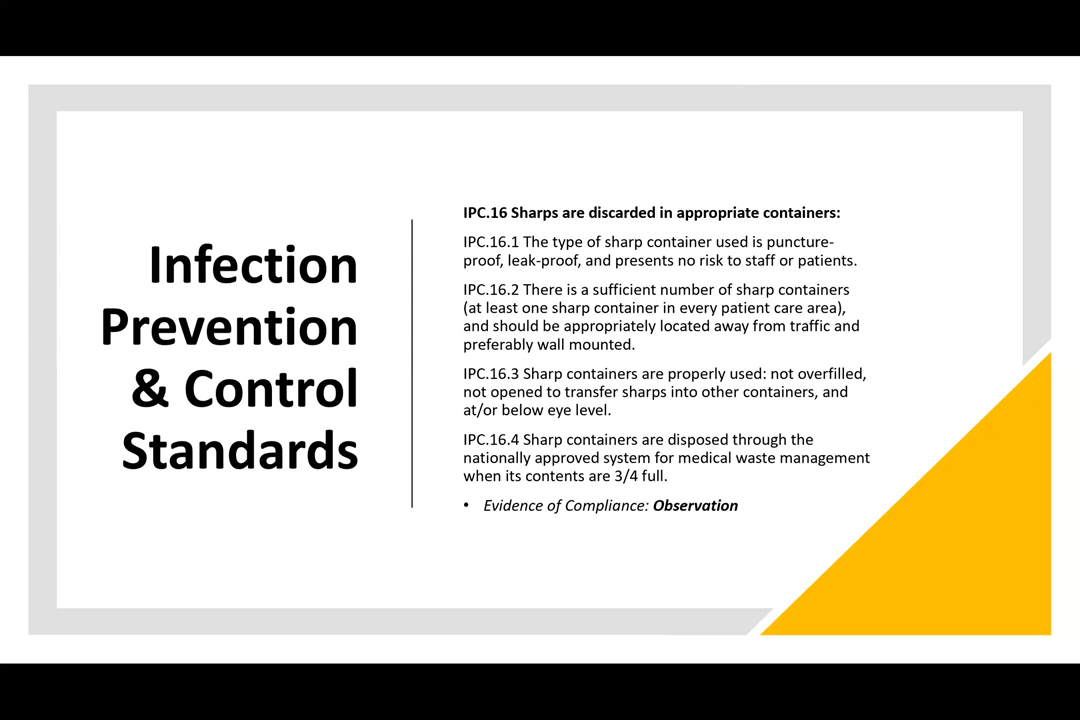 Infection
Prevention
& Control
Standards
IPC.16 Sharps are discarded in appropriate containers:
IPC.16.1 The type of sharp container used is puncture-
proof, leak-proof, and presents no risk to staff or patients.
IPC.16.2 There is a sufficient number of sharp containers
(at least one sharp container in every patient care area),
and should be appropriately located away from traffic and
preferably wall mounted.
IPC.16.3 Sharp containers are properly used: not overfilled,
not opened to transfer sharps into other containers, and
at/or below eye level.
IPC.16.4 Sharp containers are disposed through the
nationally approved system for medical waste management
when its contents are 3/4 full.
• Evidence of Compliance: Observation